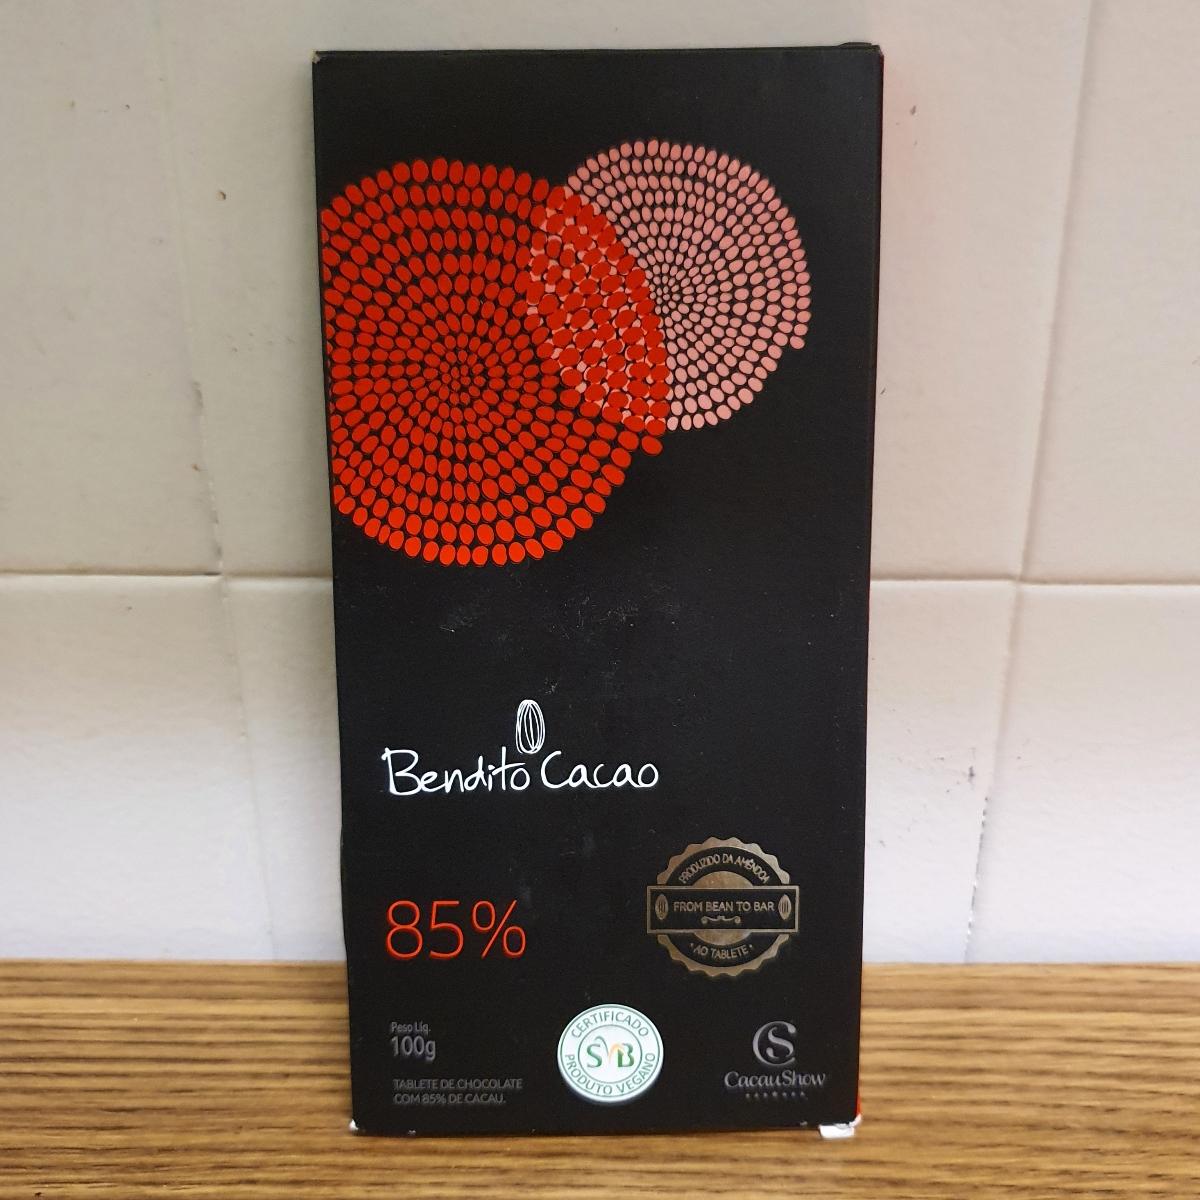 Bendito Cacao
85%
PRODUZIDO DA AMÊNDOA
FROM BEAN TO BAR
• AO TABLETE •
Peso Líq.
100g
TABLETE DE CHOCOLATE
COM 85% DE CACAU.
CERTIFICADO
SVB
PRODUTO VEGANO
CS
CacauShow